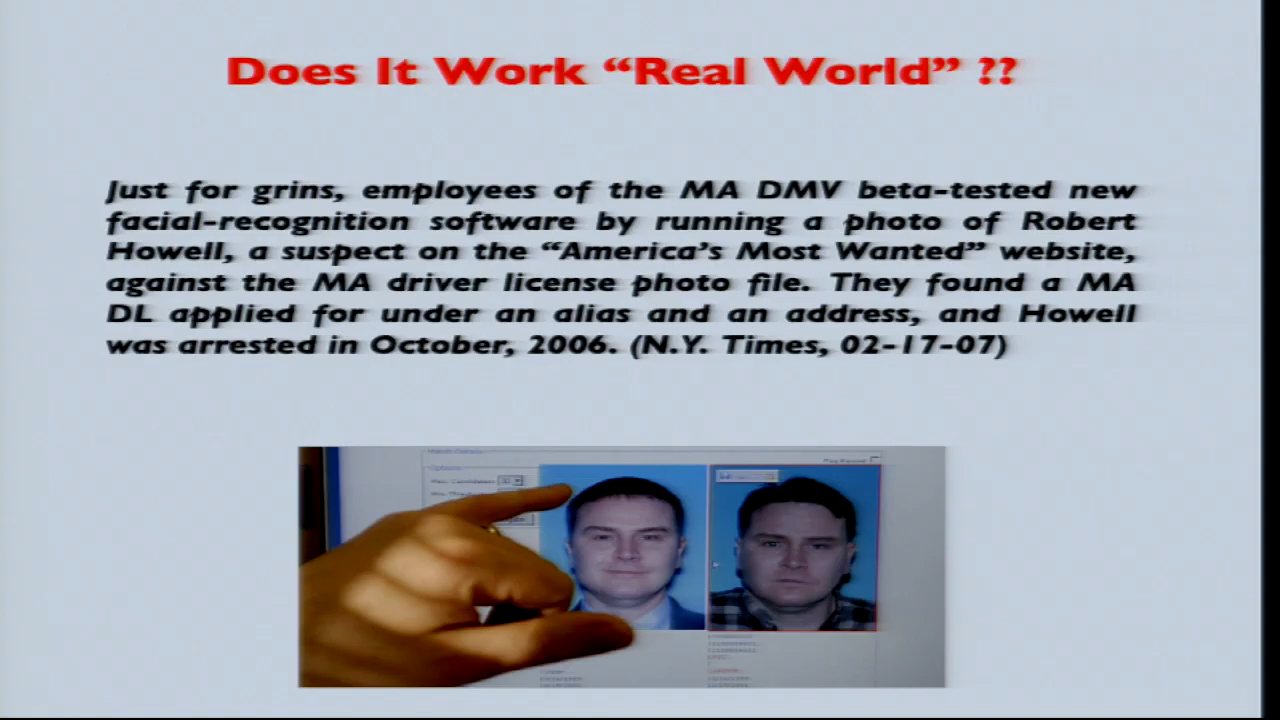 Does It Work “Real World” ??
Just for grins, employees of the MA DMV beta-tested new
facial-recognition software by running a photo of Robert
Howell, a suspect on the “America’s Most Wanted” website,
against the MA driver license photo file. They found a MA
DL applied for under an alias and an address, and Howell
was arrested in October, 2006. (N.Y. Times, 02-17-07)